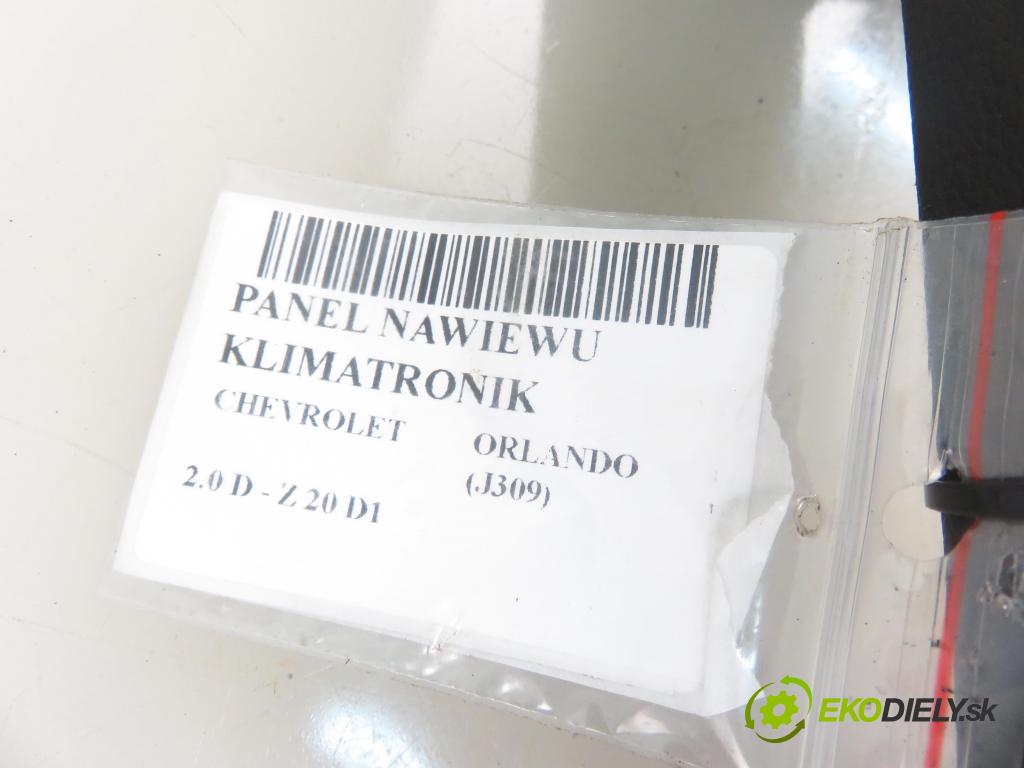 PANEL NAWIEWU
KLIMATRONIK
CHEVROLET ORLANDO
(J309)
2.0 D - Z 20 D1
EKODIELY.sk